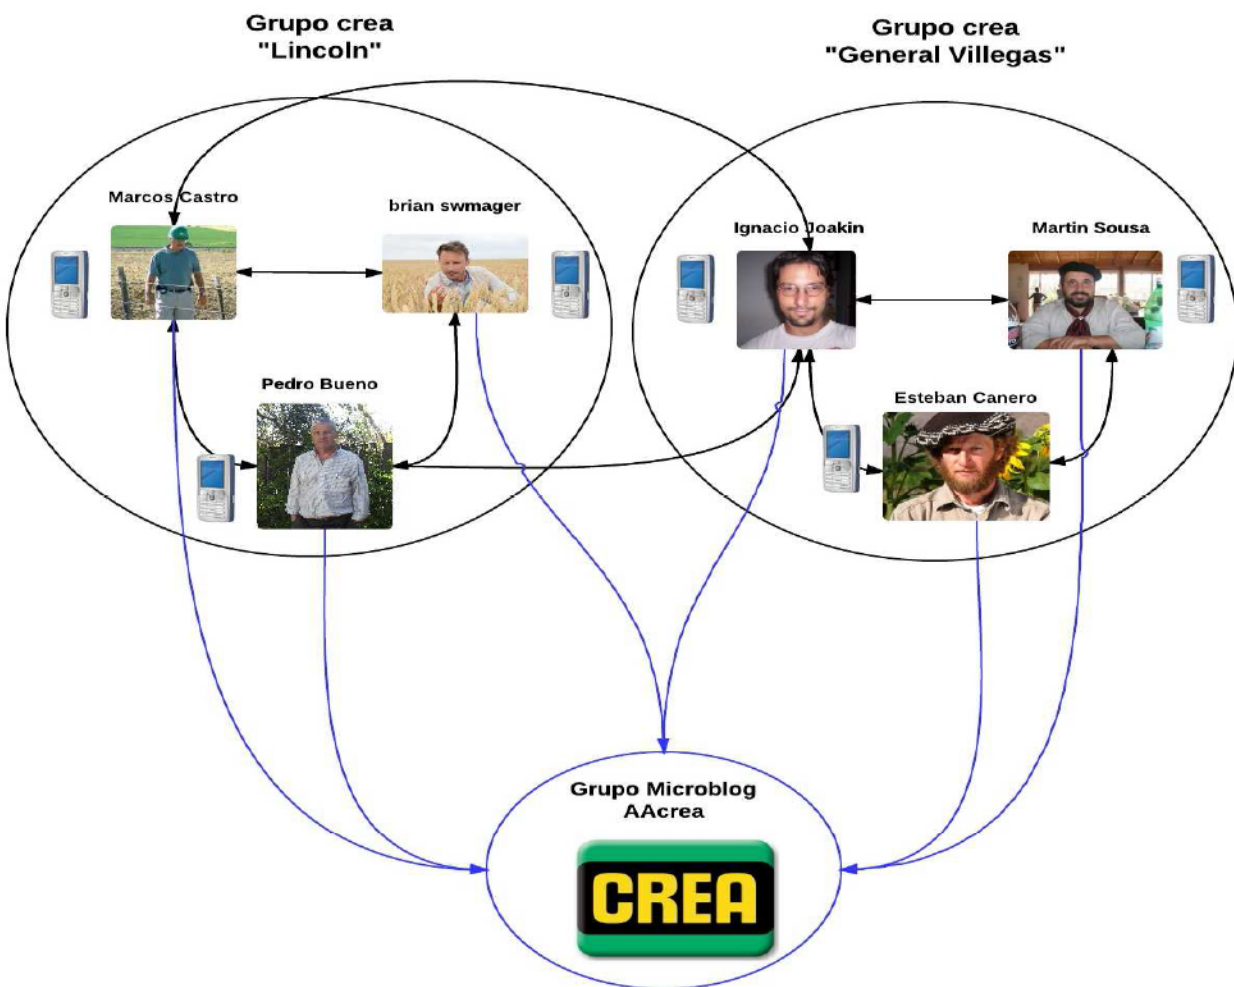 Grupo crea
"Lincoln"
Grupo crea
"General Villegas"
Marcos Castro
brian swmager
Ignacio Joakin
Martin Sousa
Pedro Bueno
Esteban Canero
Grupo Microblog
AAcrea
CREA